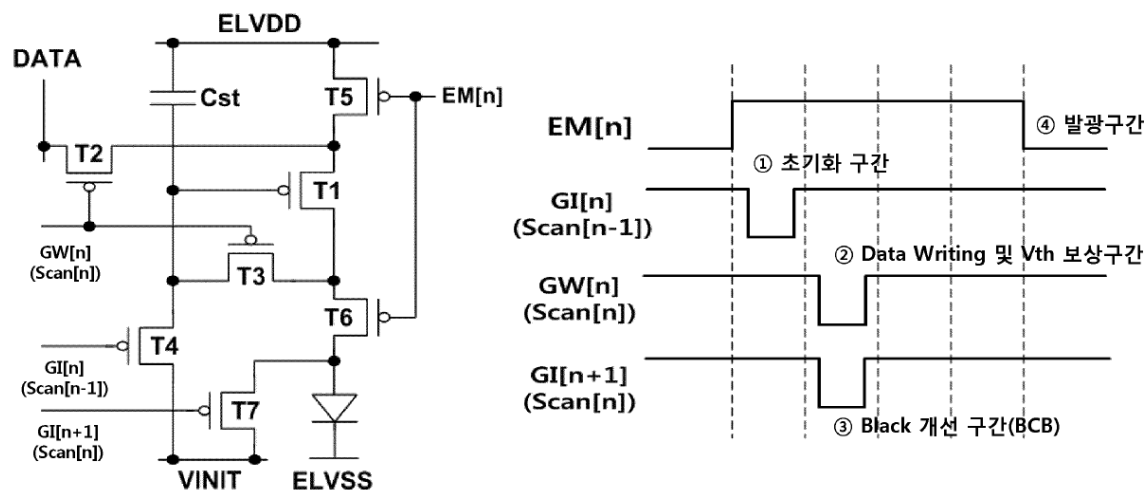 ELVDD
DATA
Cst
T5
EM[n]
T2
T1
GW[n]
(Scan[n])
T3
T6
T4
GI[n]
(Scan[n-1])
T7
GI[n+1]
(Scan[n])
VINIT
ELVSS
EM[n]
④ 발광구간
① 초기화 구간
GI[n]
(Scan[n-1])
② Data Writing 및 Vth 보상구간
GW[n]
(Scan[n])
GI[n+1]
(Scan[n])
③ Black 개선 구간(BCB)